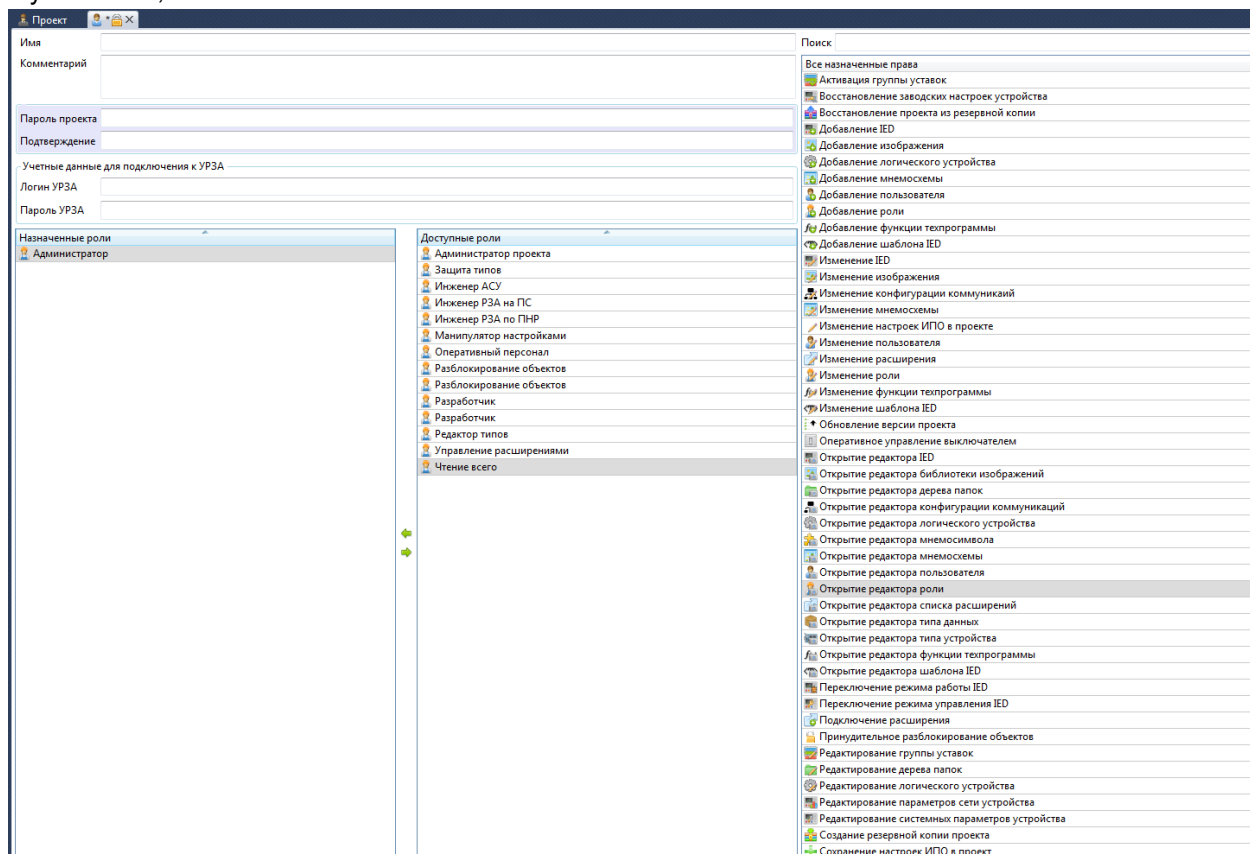 Проект
*
Имя
Комментарий
Пароль проекта
Подтверждение
Учетные данные для подключения к УРЗА
Логин УРЗА
Пароль УРЗА
Назначенные роли
Администратор
Доступные роли
Администратор проекта
Защита типов
Инженер АСУ
Инженер РЗА на ПС
Инженер РЗА по ПНР
Манипулятор настройками
Оперативный персонал
Разблокирование объектов
Разблокирование объектов
Разработчик
Разработчик
Редактор типов
Управление расширениями
Чтение всего
Поиск
Все назначенные права
Активация группы уставок
Восстановление заводских настроек устройства
Восстановление проекта из резервной копии
Добавление IED
Добавление изображения
Добавление логического устройства
Добавление мнемосхемы
Добавление пользователя
Добавление роли
Добавление функции техпрограммы
Добавление шаблона IED
Изменение IED
Изменение изображения
Изменение конфигурации коммуникаий
Изменение мнемосхемы
Изменение настроек ИПО в проекте
Изменение пользователя
Изменение расширения
Изменение роли
Изменение функции техпрограммы
Изменение шаблона IED
Обновление версии проекта
Оперативное управление выключателем
Открытие редактора IED
Открытие редактора библиотеки изображений
Открытие редактора дерева папок
Открытие редактора конфигурации коммуникаций
Открытие редактора логического устройства
Открытие редактора мнемосимвола
Открытие редактора мнемосхемы
Открытие редактора пользователя
Открытие редактора роли
Открытие редактора списка расширений
Открытие редактора типа данных
Открытие редактора типа устройства
Открытие редактора функции техпрограммы
Открытие редактора шаблона IED
Переключение режима работы IED
Переключение режима управления IED
Подключение расширения
Принудительное разблокирование объектов
Редактирование группы уставок
Редактирование дерева папок
Редактирование логического устройства
Редактирование параметров сети устройства
Редактирование системных параметров устройства
Создание резервной копии проекта
Сохранение настроек ИПО в проект